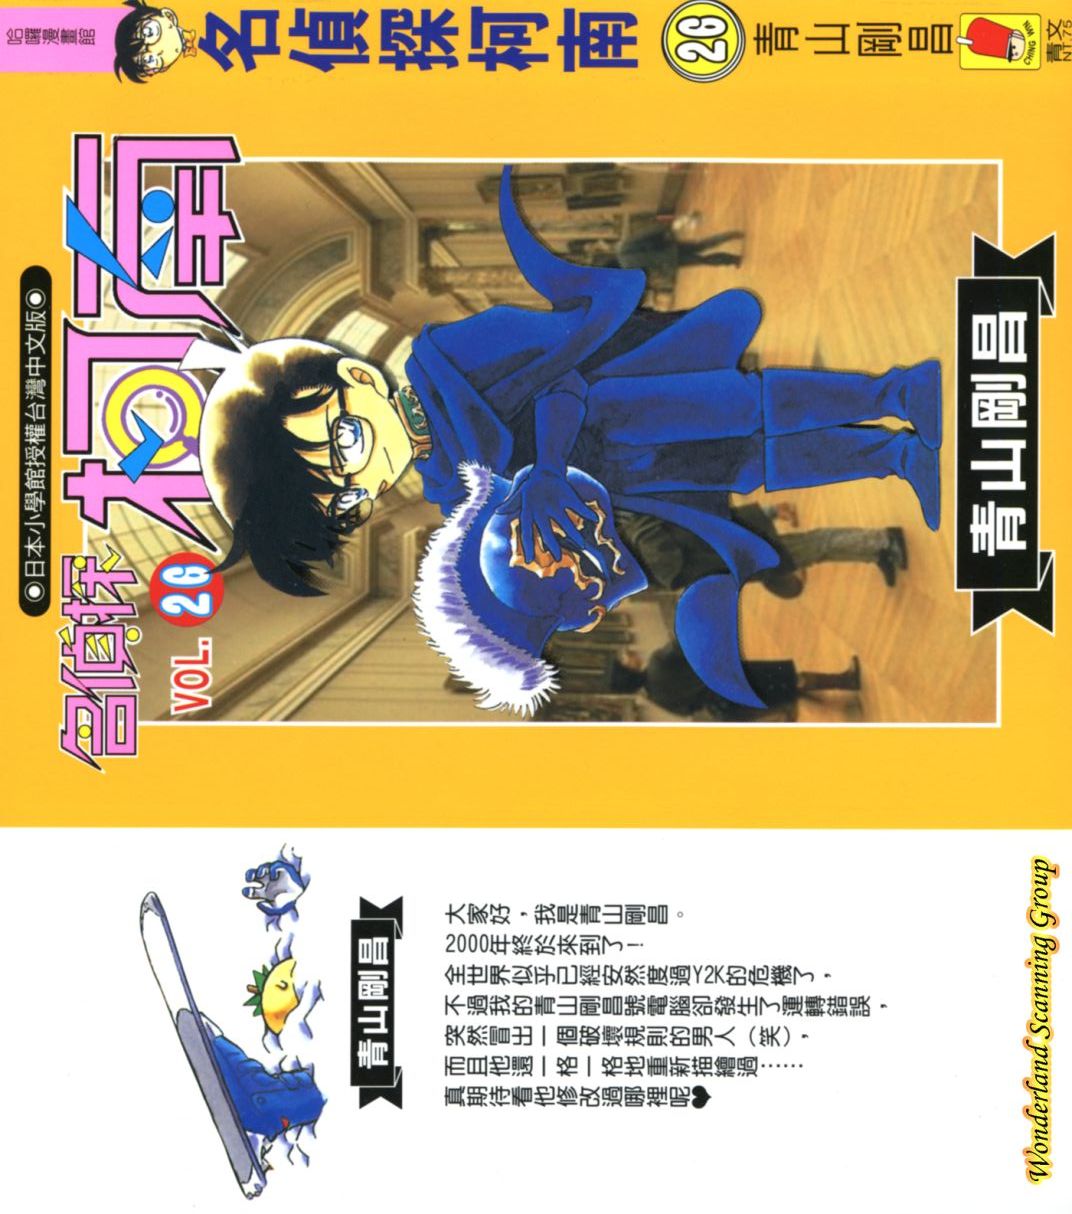 哈囉漫畫館
名偵探柯南
26
青山剛昌
CHING WIN
青文
NT.75
◉日本小學館授權台灣中文版◉
名偵探
柯南
VOL.26
青山剛昌
青山剛昌
大家好，我是青山剛昌。
2000年終於來到了！
全世界似乎已經安然度過Y2K的危機了，
不過我的青山剛昌號電腦卻發生了運轉錯誤，
突然冒出一個破壞規則的男人（笑），
而且他還一格一格地重新描繪過……
真期待看他修改過哪裡呢♥
Wonderland Scanning Group